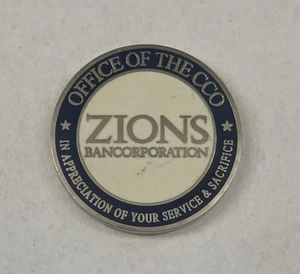 OFFICE OF THE CCO
ZIONS
BANCORPORATION
IN APPRECIATION OF YOUR SERVICE & SACRIFICE